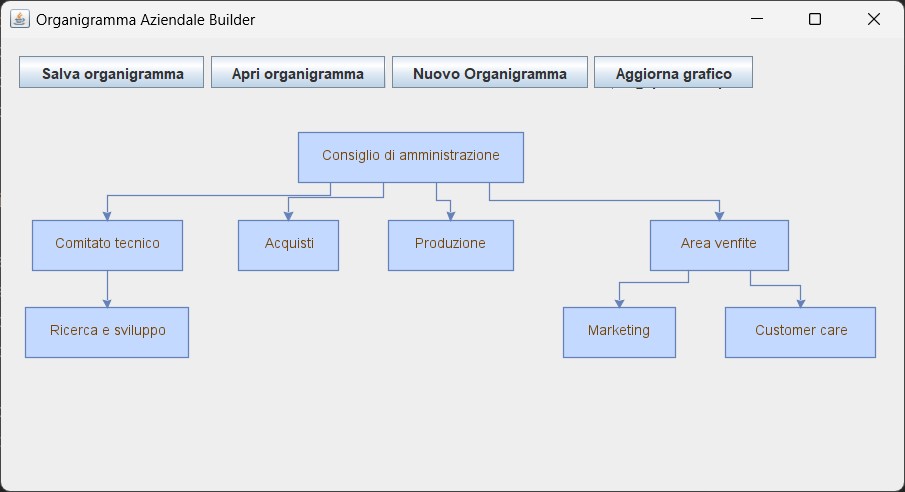 Organigramma Aziendale Builder
Salva organigramma
Apri organigramma
Nuovo Organigramma
Aggiorna grafico
Consiglio di amministrazione
Comitato tecnico
Acquisti
Produzione
Area venfite
Ricerca e sviluppo
Marketing
Customer care